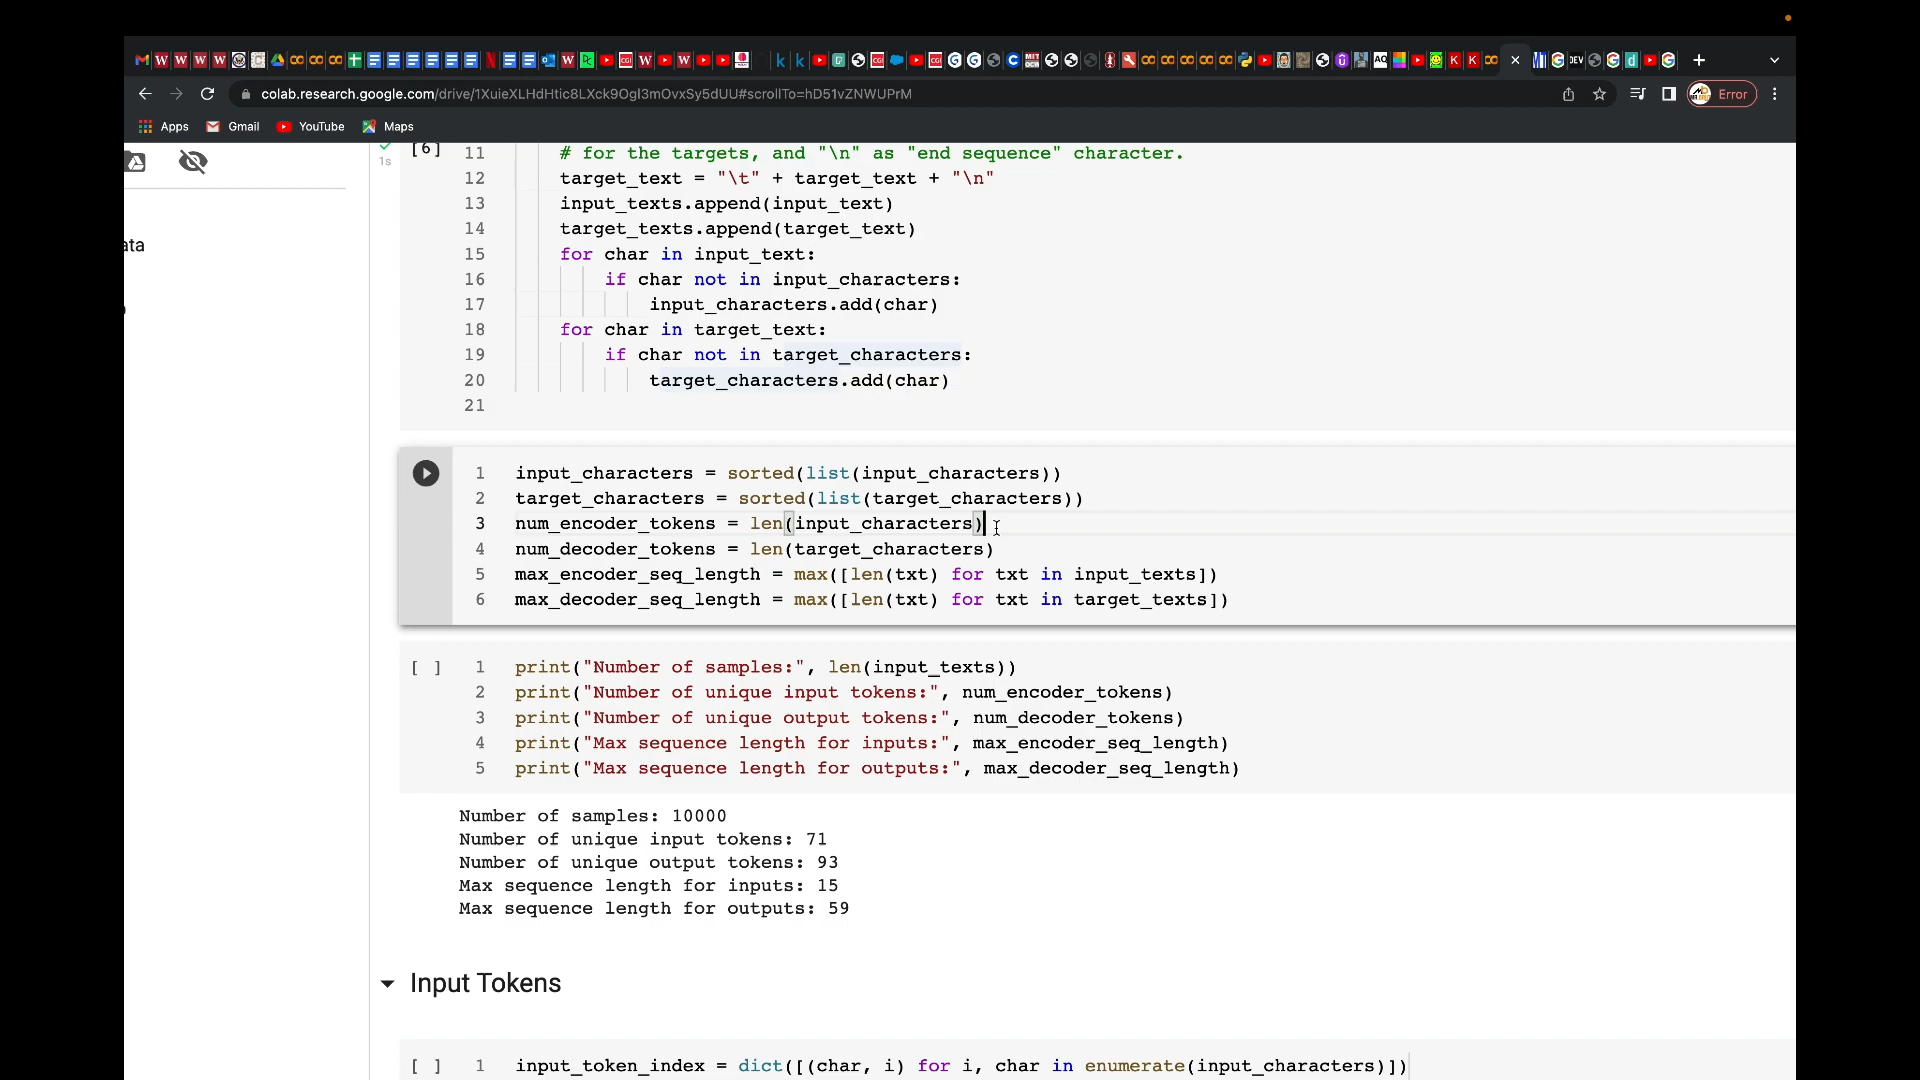 colab.research.google.com/drive/1XuieXLHdHtic8LXck9OgI3mOvxSy5dUU#scrollTo=hD51vZNWUPrM
Error
Apps
Gmail
YouTube
Maps
ata
1s
[6]
11 # for the targets, and "\n" as "end sequence" character.
12 target_text = "\t" + target_text + "\n"
13 input_texts.append(input_text)
14 target_texts.append(target_text)
15 for char in input_text:
16 if char not in input_characters:
17 input_characters.add(char)
18 for char in target_text:
19 if char not in target_characters:
20 target_characters.add(char)
21
1 input_characters = sorted(list(input_characters))
2 target_characters = sorted(list(target_characters))
3 num_encoder_tokens = len(input_characters)
4 num_decoder_tokens = len(target_characters)
5 max_encoder_seq_length = max([len(txt) for txt in input_texts])
6 max_decoder_seq_length = max([len(txt) for txt in target_texts])
[ ] 1 print("Number of samples:", len(input_texts))
2 print("Number of unique input tokens:", num_encoder_tokens)
3 print("Number of unique output tokens:", num_decoder_tokens)
4 print("Max sequence length for inputs:", max_encoder_seq_length)
5 print("Max sequence length for outputs:", max_decoder_seq_length)
Number of samples: 10000
Number of unique input tokens: 71
Number of unique output tokens: 93
Max sequence length for inputs: 15
Max sequence length for outputs: 59
Input Tokens
[ ] 1 input_token_index = dict([(char, i) for i, char in enumerate(input_characters)])